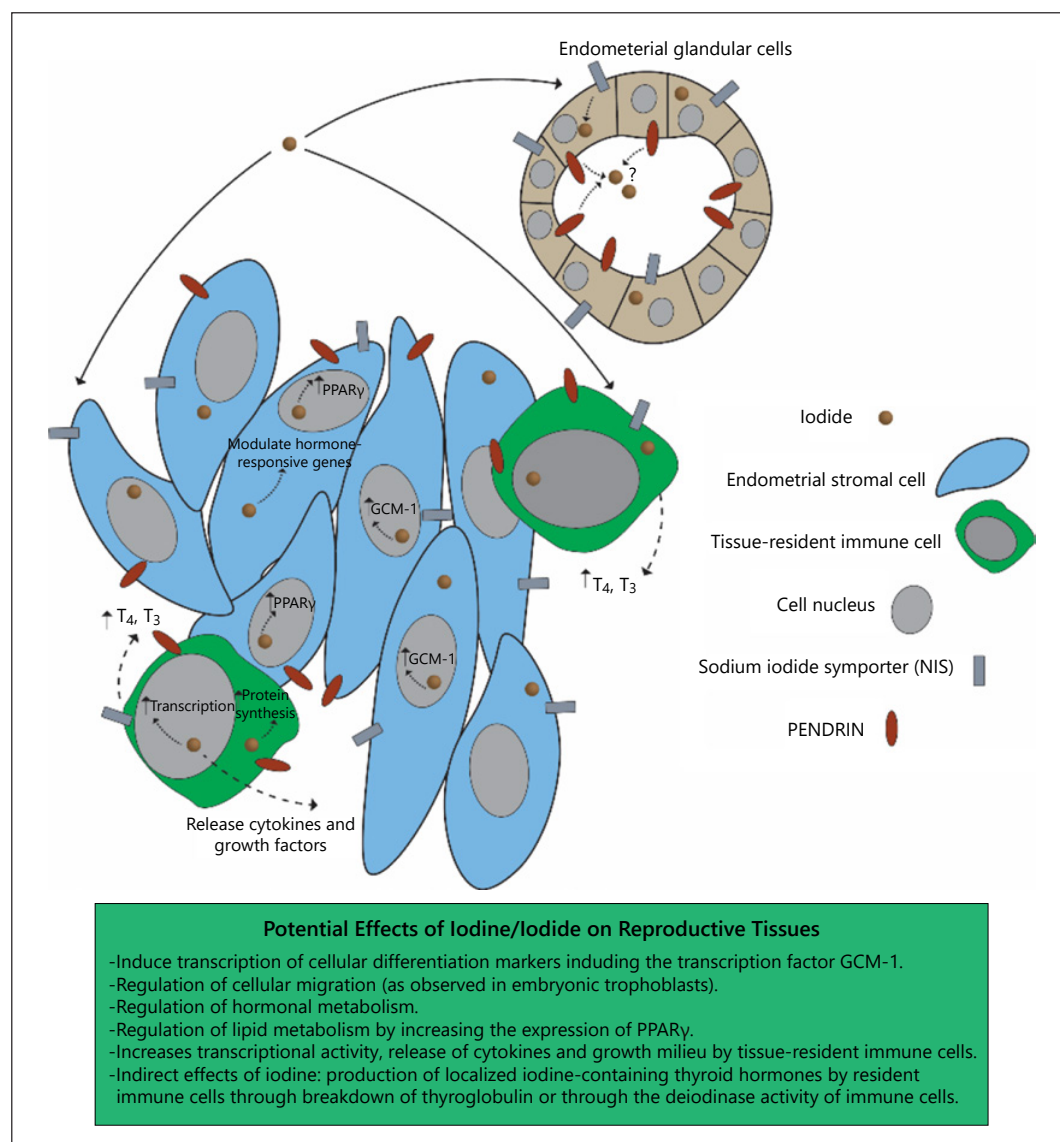 Endometerial glandular cells
?
↑PPARγ
Modulate hormone-
responsive genes
↑GCM-1
↑PPARγ
↑GCM-1
↑ T₄, T₃
↑ T₄, T₃
↑Transcription
↑Protein
synthesis
Release cytokines and
growth factors
Iodide
Endometrial stromal cell
Tissue-resident immune cell
Cell nucleus
Sodium iodide symporter (NIS)
PENDRIN
Potential Effects of Iodine/Iodide on Reproductive Tissues
-Induce transcription of cellular differentiation markers including the transcription factor GCM-1.
-Regulation of cellular migration (as observed in embryonic trophoblasts).
-Regulation of hormonal metabolism.
-Regulation of lipid metabolism by increasing the expression of PPARγ.
-Increases transcriptional activity, release of cytokines and growth milieu by tissue-resident immune cells.
-Indirect effects of iodine: production of localized iodine-containing thyroid hormones by resident
immune cells through breakdown of thyroglobulin or through the deiodinase activity of immune cells.